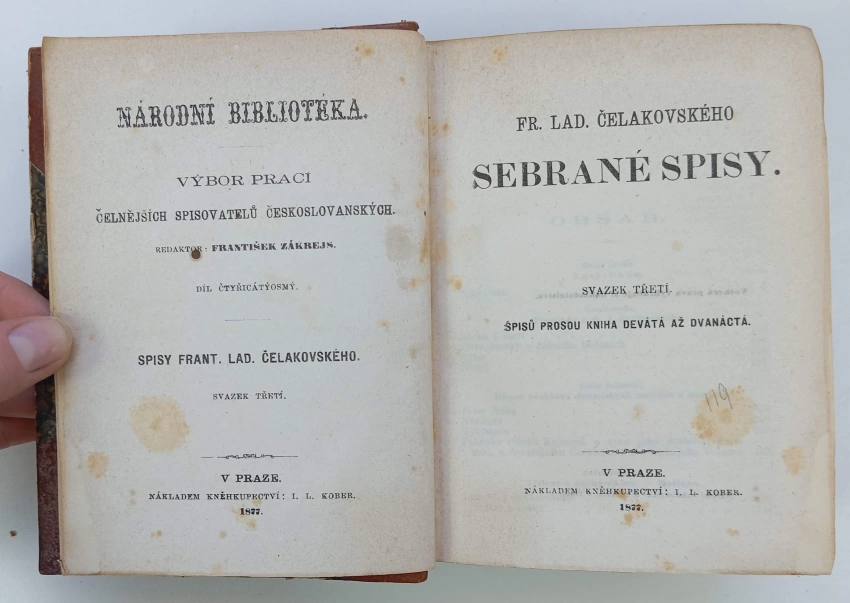 NÁRODNÍ BIBLIOTÉKA.
VÝBOR PRACÍ
ČELNĚJŠÍCH SPISOVATELŮ ČESKOSLOVANSKÝCH.
REDAKTOR: FRANTIŠEK ZÁKREJS.
DÍL ČTYŘICÁTÝOSMÝ.
SPISY FRANT. LAD. ČELAKOVSKÉHO.
SVAZEK TŘETÍ.
V PRAZE.
NÁKLADEM KNĚHKUPECTVÍ: I. L. KOBER.
1877.
FR. LAD. ČELAKOVSKÉHO
SEBRANÉ SPISY.
SVAZEK TŘETÍ.
SPISŮ PROSOU KNIHA DEVÁTÁ AŽ DVANÁCTÁ.
119
V PRAZE.
NÁKLADEM KNĚHKUPECTVÍ: I. L. KOBER.
1877.